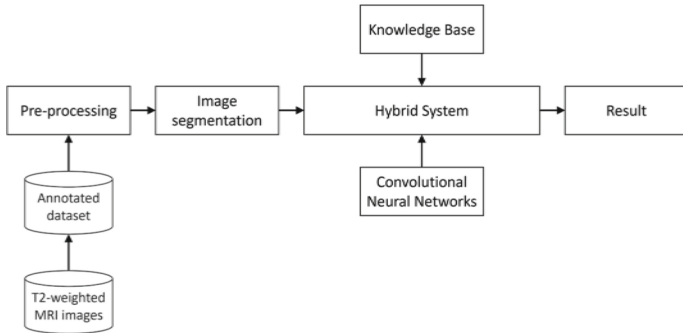 Knowledge Base
Pre-processing
Image
segmentation
Hybrid System
Result
Convolutional
Neural Networks
Annotated
dataset
T2-weighted
MRI images